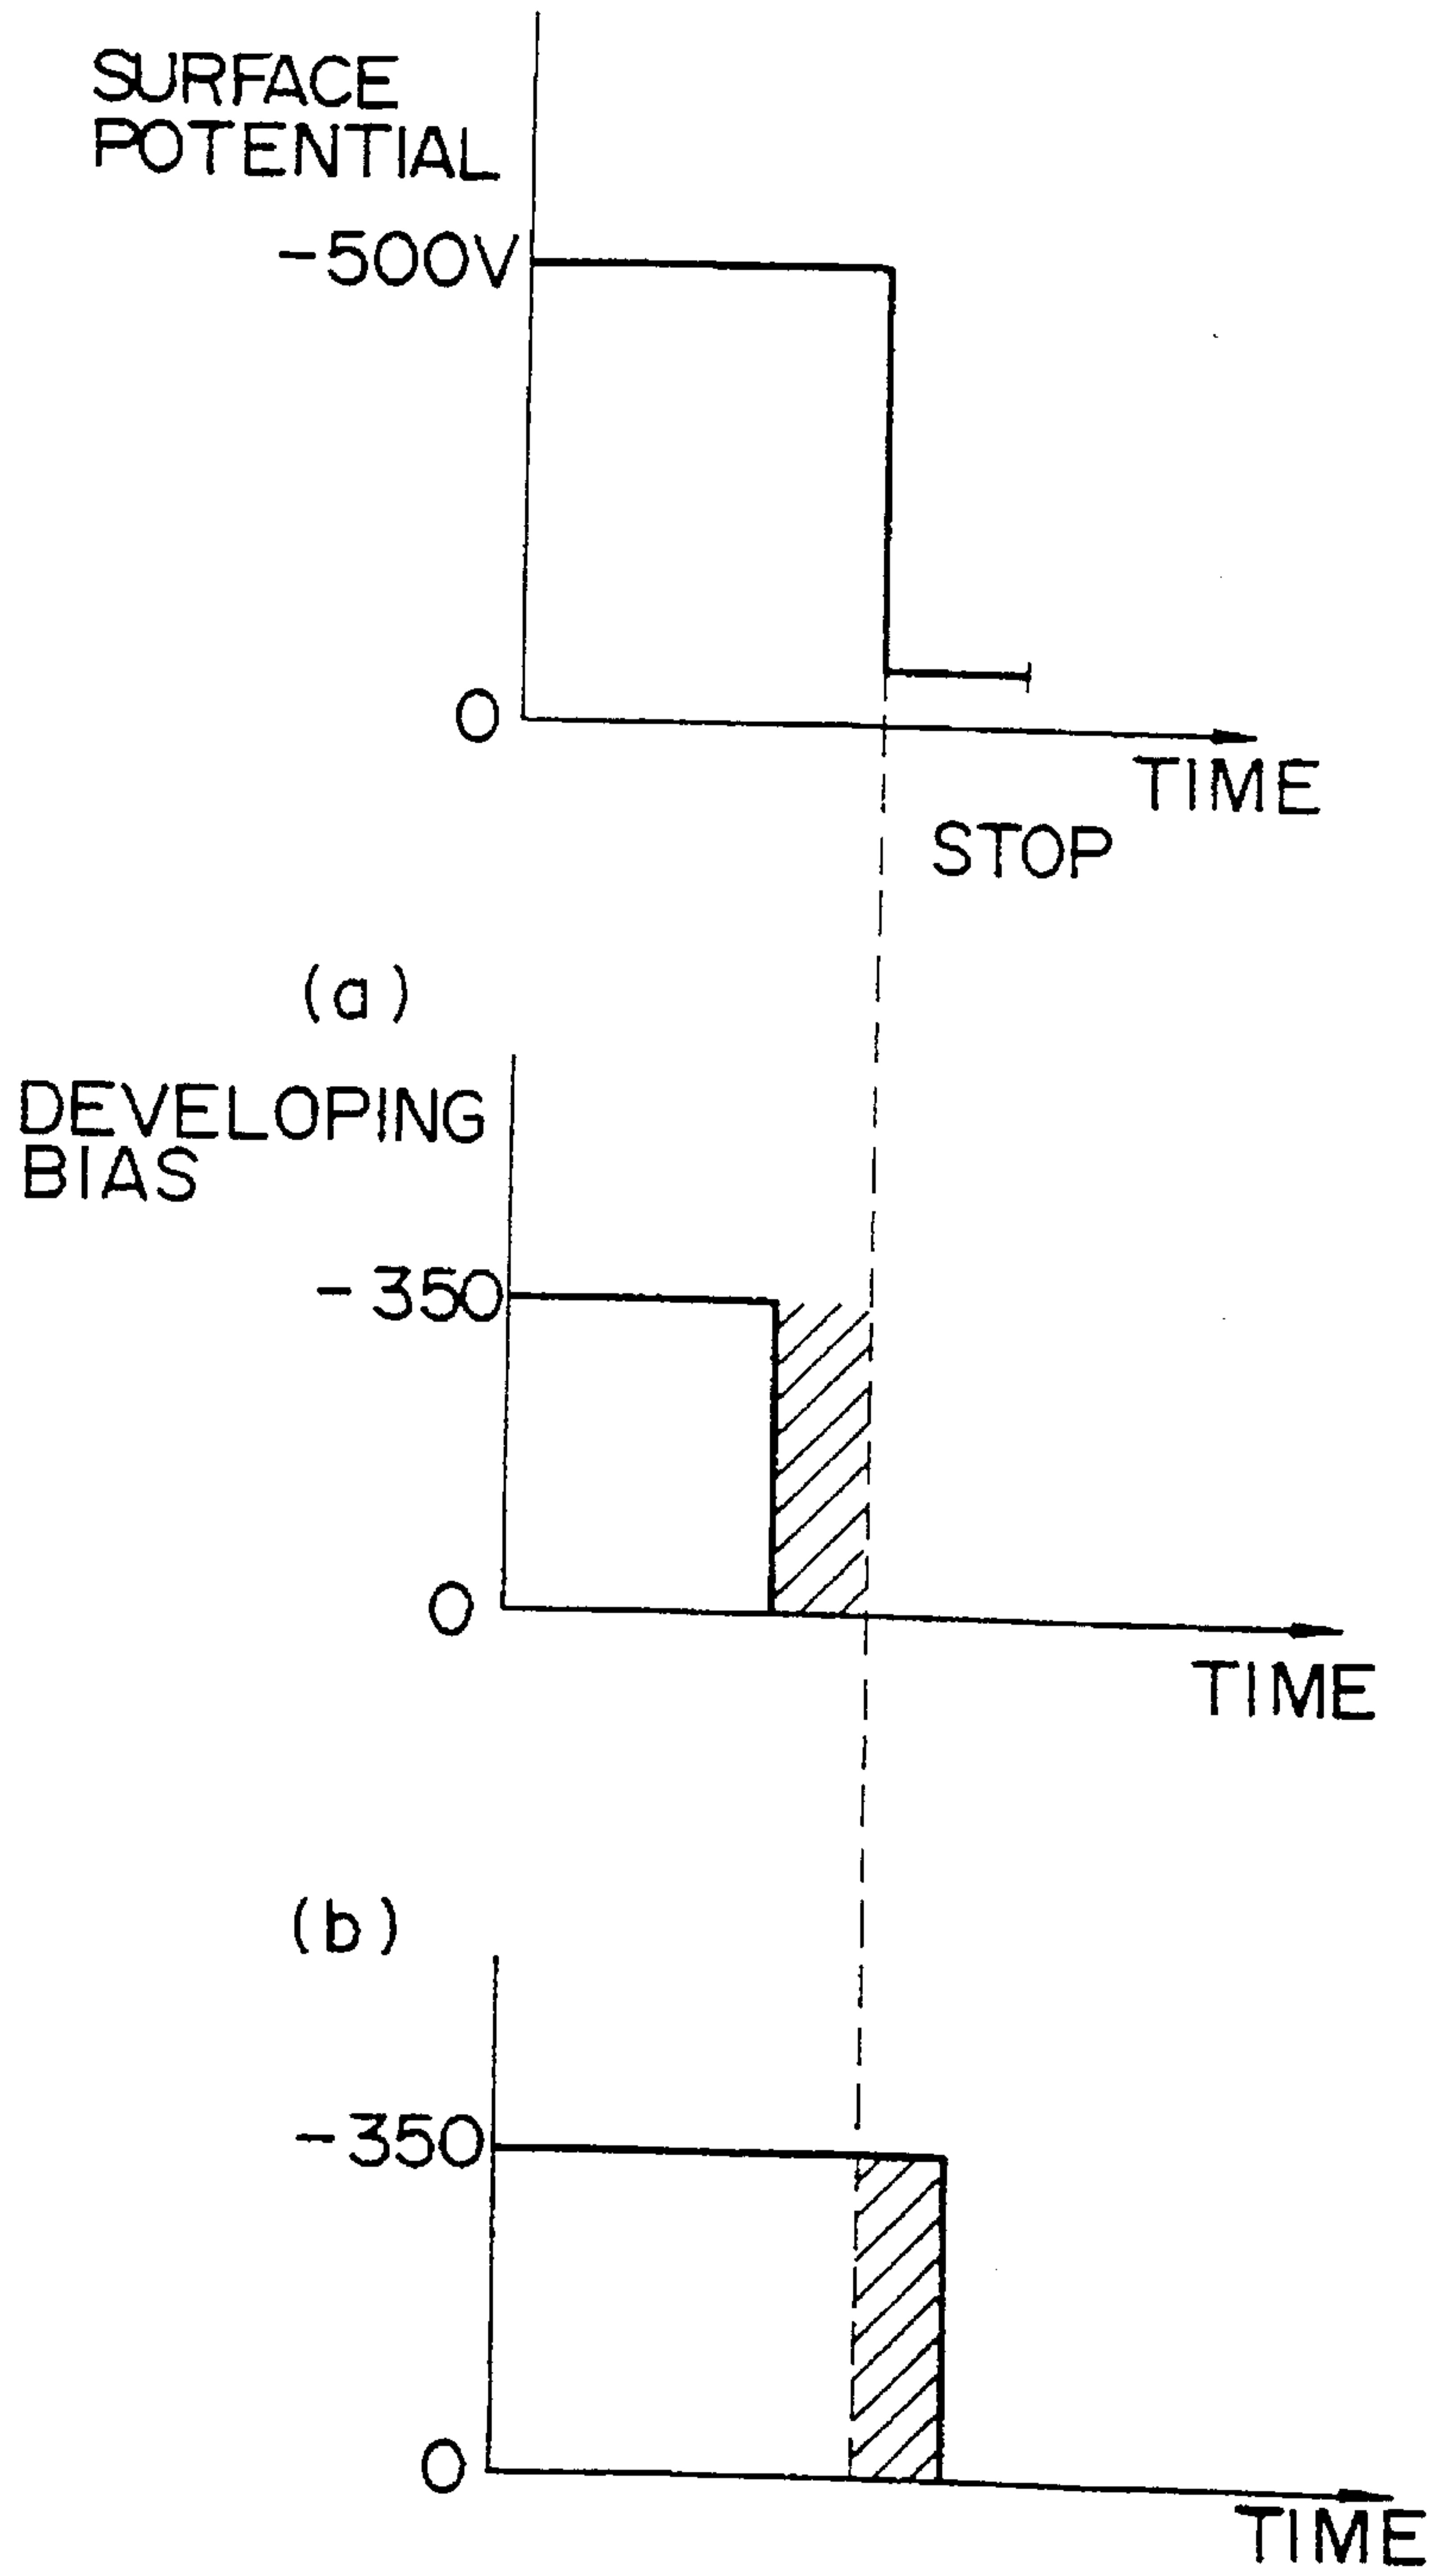 SURFACE
POTENTIAL
-500V
0
TIME
STOP
(a)
DEVELOPING
BIAS
-350
0
TIME
(b)
-350
0
TIME